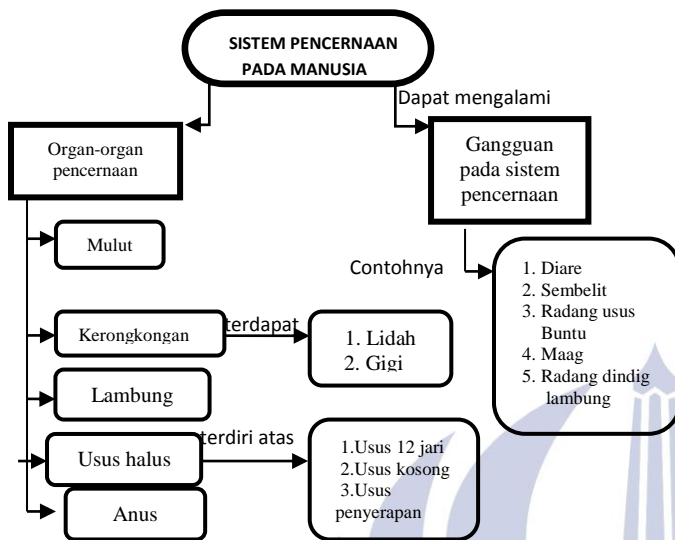 SISTEM PENCERNAAN
PADA MANUSIA
Dapat mengalami
Organ-organ
pencernaan
Gangguan
pada sistem
pencernaan
Mulut
Contohnya
1. Diare
2. Sembelit
3. Radang usus
Buntu
4. Maag
5. Radang dindig
lambung
Kerongkongan
terdapat
1. Lidah
2. Gigi
Lambung
Usus halus
terdiri atas
1.Usus 12 jari
2.Usus kosong
3.Usus
penyerapan
Anus